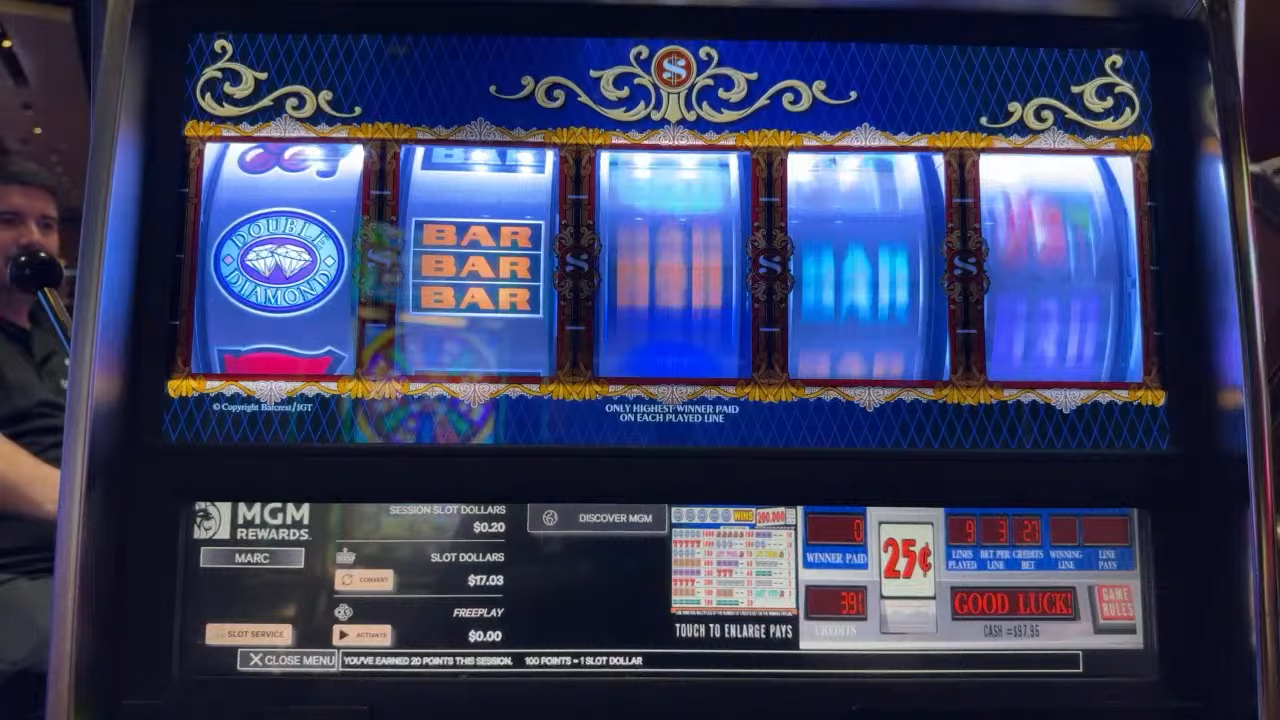 BAR
DOUBLE
DIAMOND
BAR
BAR
BAR
© Copyright Barcrest/IGT
ONLY HIGHEST WINNER PAID
ON EACH PLAYED LINE
MGM
REWARDS
MARC
SLOT SERVICE
SESSION SLOT DOLLARS
$0.20
SLOT DOLLARS
CONVERT
$17.03
FREEPLAY
ACTIVATE
$0.00
DISCOVER MGM
CLOSE MENU
YOU'VE EARNED 20 POINTS THIS SESSION. 100 POINTS = 1 SLOT DOLLAR
WINS 200,000
TOUCH TO ENLARGE PAYS
0
WINNER PAID
391
CREDITS
25¢
9 3 27
LINES PLAYED
BET PER LINE
CREDITS BET
WINNING LINE
LINE PAYS
GOOD LUCK!
CASH =$97.95
GAME
RULES